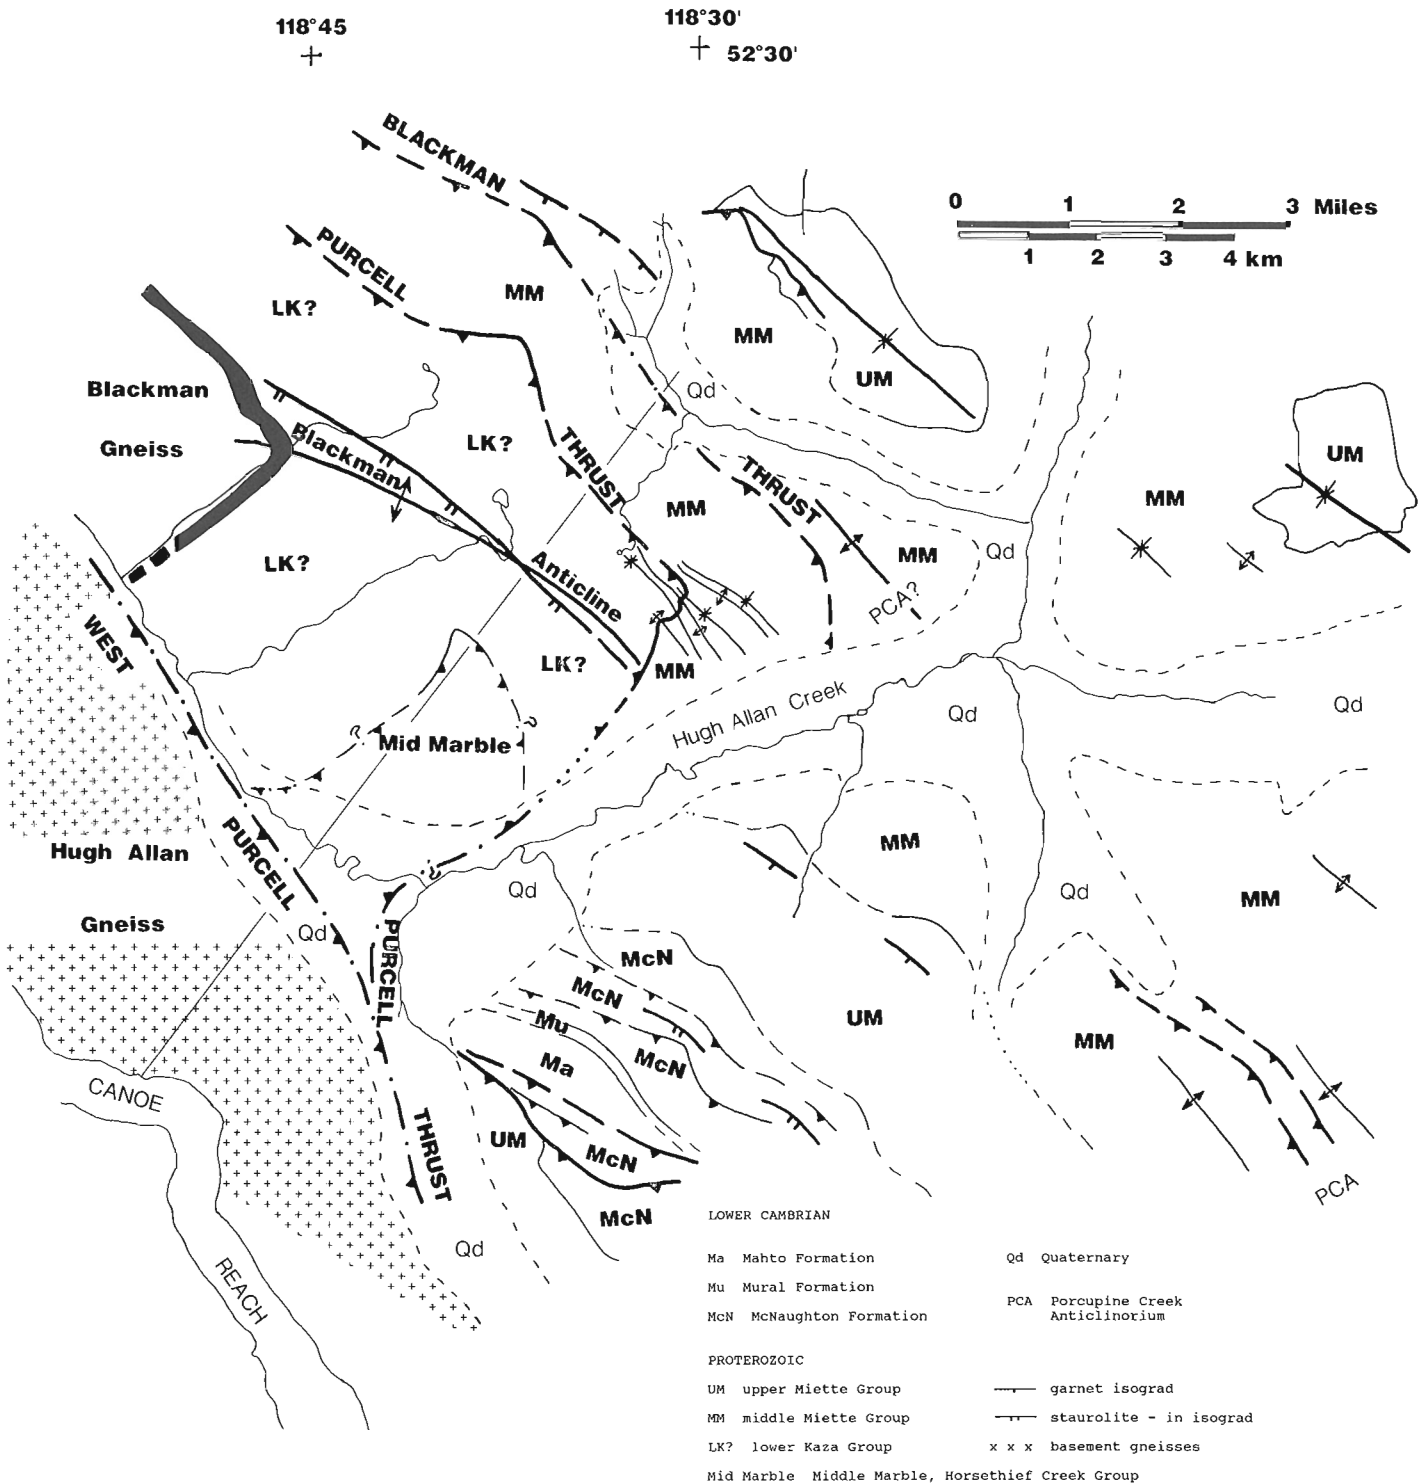 118°45
118°30'
52°30'
BLACKMAN
PURCELL
0 1 2 3 Miles
1 2 3 4 km
LK?
MM
MM
UM
Qd
Blackman
Gneiss
Blackman
LK?
THRUST
THRUST
MM
MM
Qd
PCA?
UM
MM
LK?
Anticline
WEST
LK?
MM
Hugh Allan Creek
Qd
Qd
?
?
Mid Marble
PURCELL
Hugh Allan
Gneiss
Qd
?
Qd
MM
Qd
MM
PURCELL
McN
McN
Mu
McN
Ma
UM
MM
CANOE
THRUST
UM
McN
McN
PCA
Qd
REACH
LOWER CAMBRIAN
Ma Mahto Formation
Mu Mural Formation
McN McNaughton Formation
Qd Quaternary
PCA Porcupine Creek
Anticlinorium
PROTEROZOIC
UM upper Miette Group
MM middle Miette Group
LK? lower Kaza Group
Mid Marble Middle Marble, Horsethief Creek Group
garnet isograd
staurolite - in isograd
x x x basement gneisses